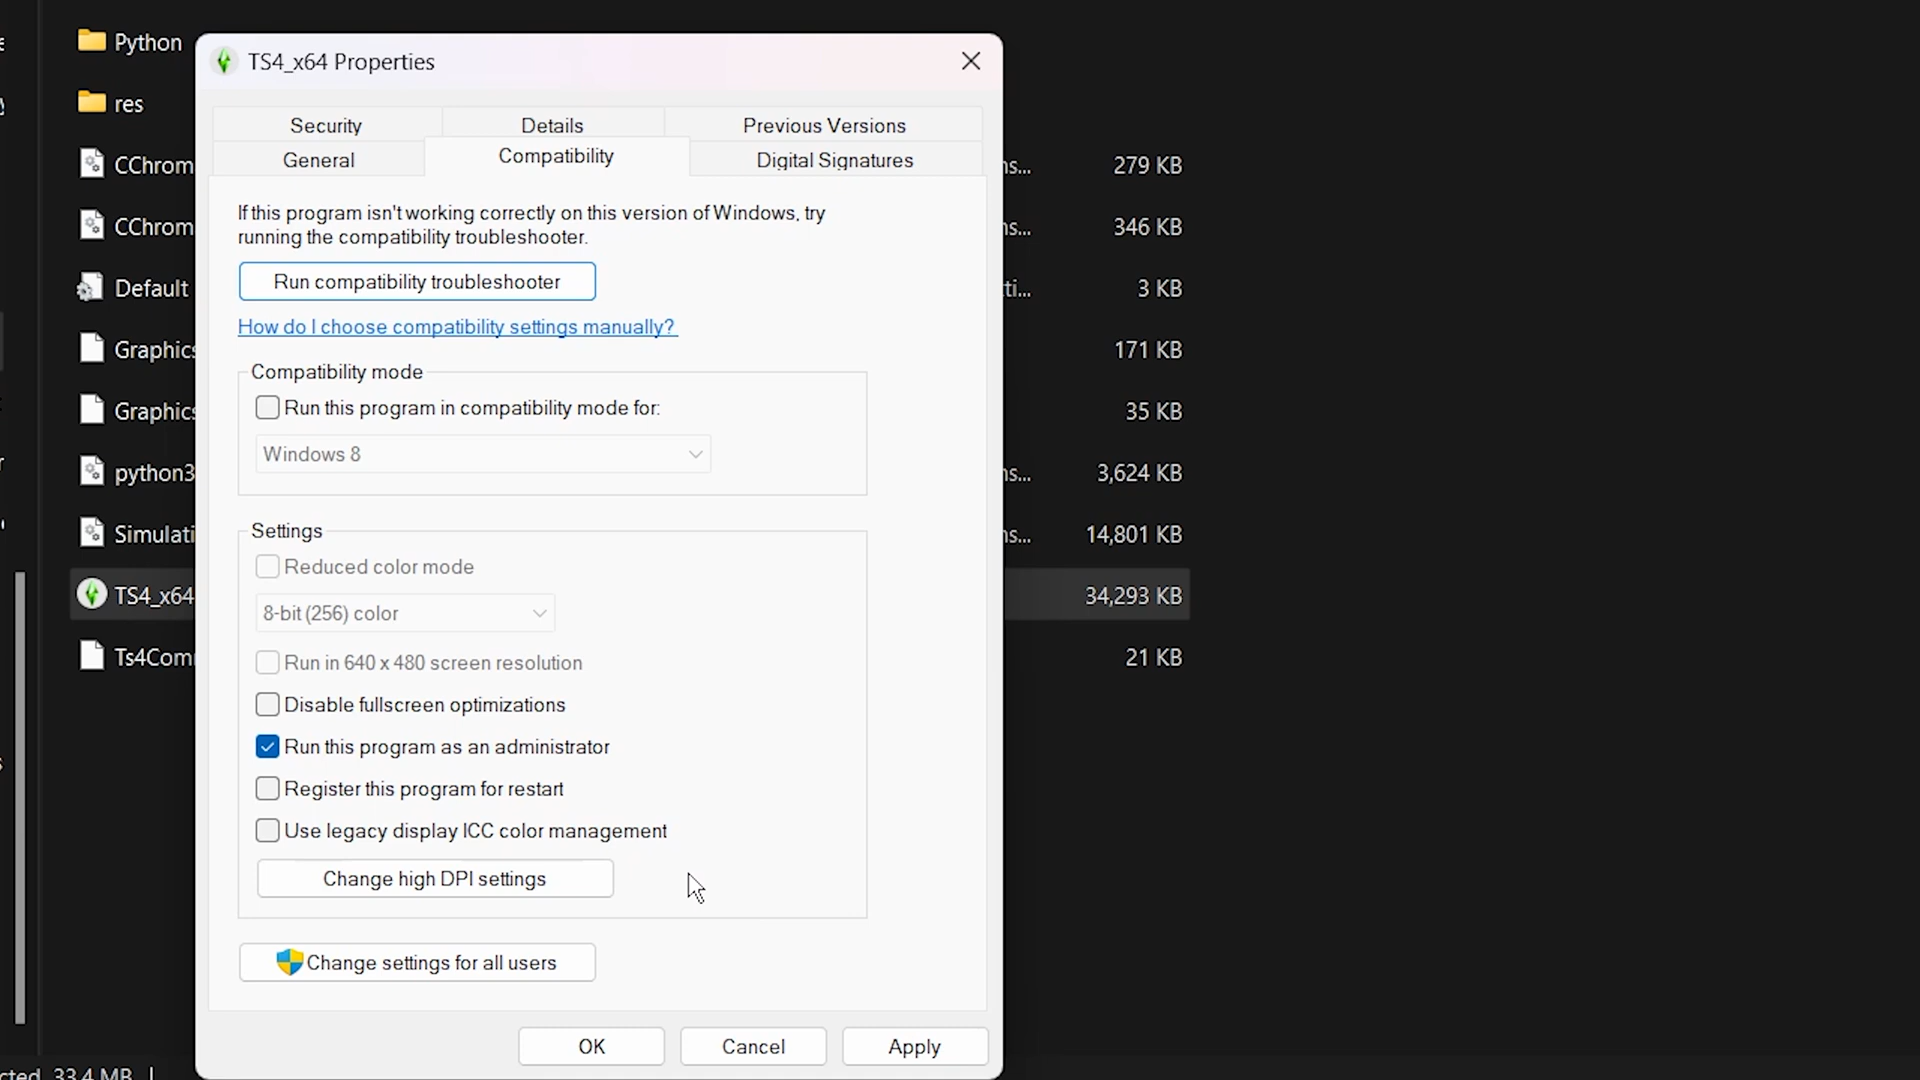 Python
TS4_x64 Properties
res
Security
Details
Previous Versions
General
Compatibility
Digital Signatures
CChrom
ns...
279 KB
If this program isn't working correctly on this version of Windows, try
running the compatibility troubleshooter.
CChrom
ns...
346 KB
Run compatibility troubleshooter
Default
ti...
3 KB
How do I choose compatibility settings manually?
Graphics
171 KB
Compatibility mode
Run this program in compatibility mode for:
Graphics
35 KB
Windows 8
python3
ns...
3,624 KB
Settings
Simulati
ns...
14,801 KB
Reduced color mode
TS4_x64
34,293 KB
8-bit (256) color
Run in 640 x 480 screen resolution
Ts4Com
21 KB
Disable fullscreen optimizations
Run this program as an administrator
Register this program for restart
Use legacy display ICC color management
Change high DPI settings
Change settings for all users
OK
Cancel
Apply
cted 33.4 MB